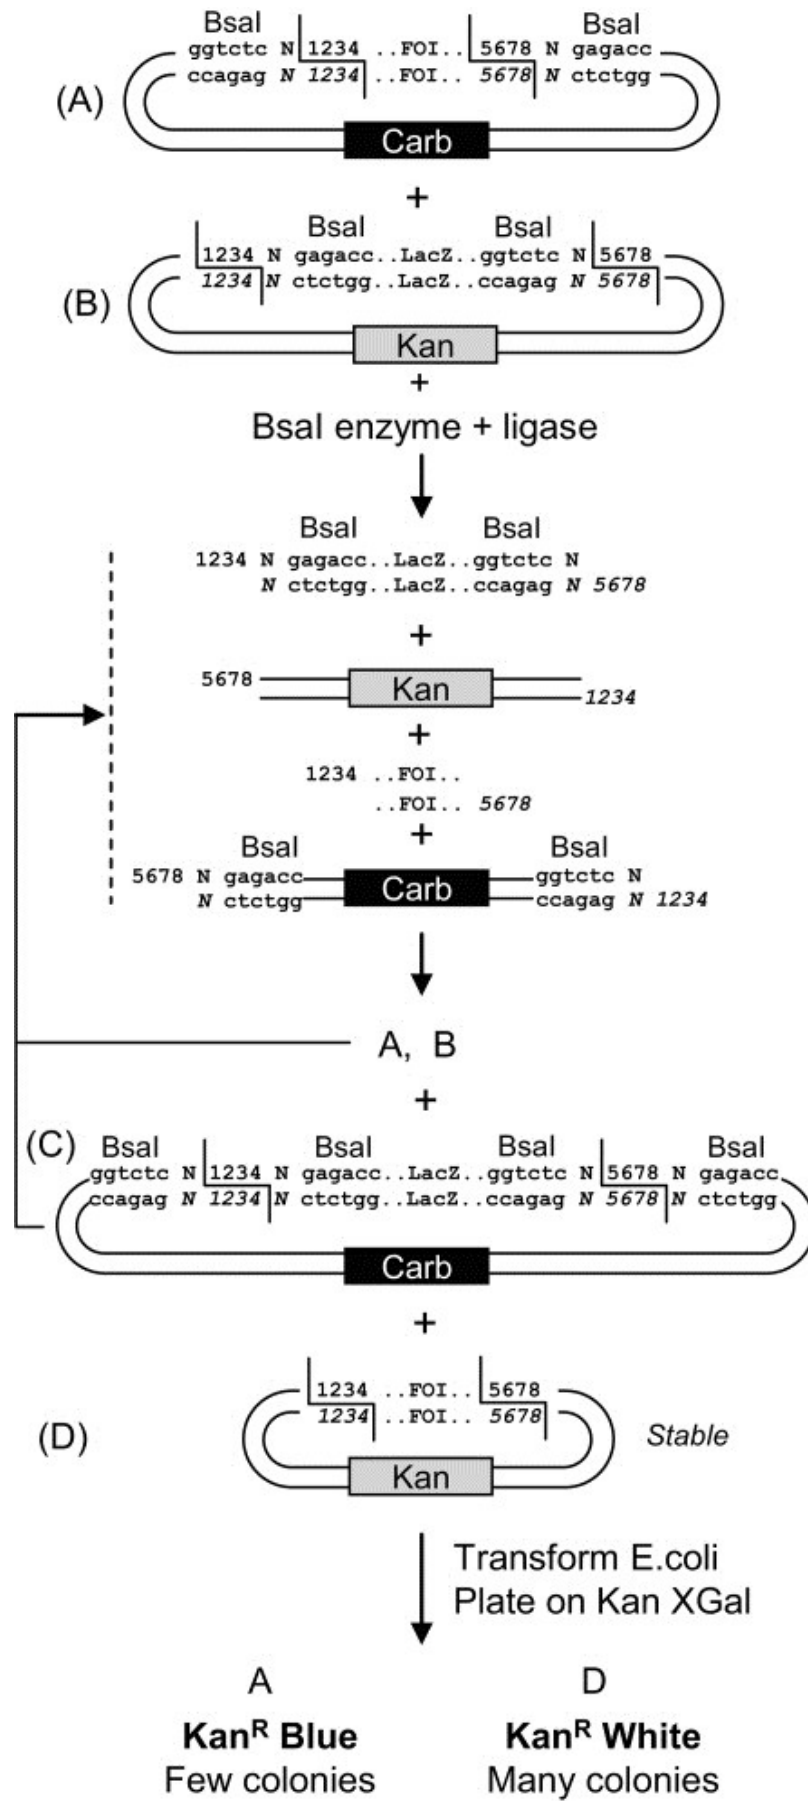 BsaI BsaI
ggtctc N 1234 ..FOI.. 5678 N gagacc
ccagag N 1234 ..FOI.. 5678 N ctctgg
(A)
Carb
+
BsaI BsaI
1234 N gagacc..LacZ..ggtctc N 5678
1234 N ctctgg..LacZ..ccagag N 5678
(B)
Kan
+
BsaI enzyme + ligase
BsaI BsaI
1234 N gagacc..LacZ..ggtctc N
N ctctgg..LacZ..ccagag N 5678
+
5678 Kan 1234
+
1234 ..FOI..
..FOI.. 5678
+
BsaI BsaI
5678 N gagacc Carb ggtctc N
N ctctgg ccagag N 1234
A, B
+
(C) BsaI BsaI BsaI BsaI
ggtctc N 1234 N gagacc..LacZ..ggtctc N 5678 N gagacc
ccagag N 1234 N ctctgg..LacZ..ccagag N 5678 N ctctgg
Carb
+
1234 ..FOI.. 5678
1234 ..FOI.. 5678
(D) Stable
Kan
Transform E.coli
Plate on Kan XGal
A D
Kanᴿ Blue Kanᴿ White
Few colonies Many colonies